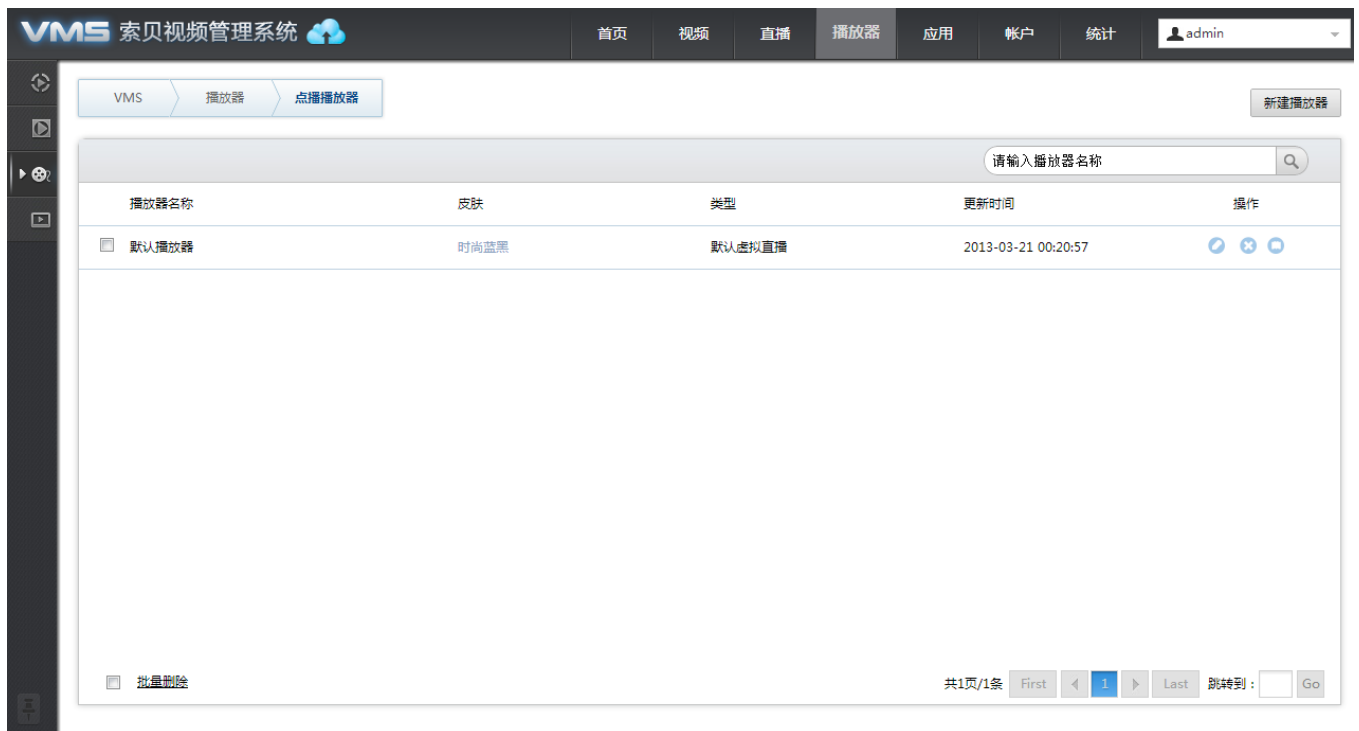 VMS 索贝视频管理系统 首页 视频 直播 播放器 应用 帐户 统计 admin
VMS 播放器 点播播放器 新建播放器
请输入播放器名称
播放器名称 皮肤 类型 更新时间 操作
默认播放器 时尚蓝黑 默认虚拟直播 2013-03-21 00:20:57
批量删除 共1页/1条 First 1 Last 跳转到： Go